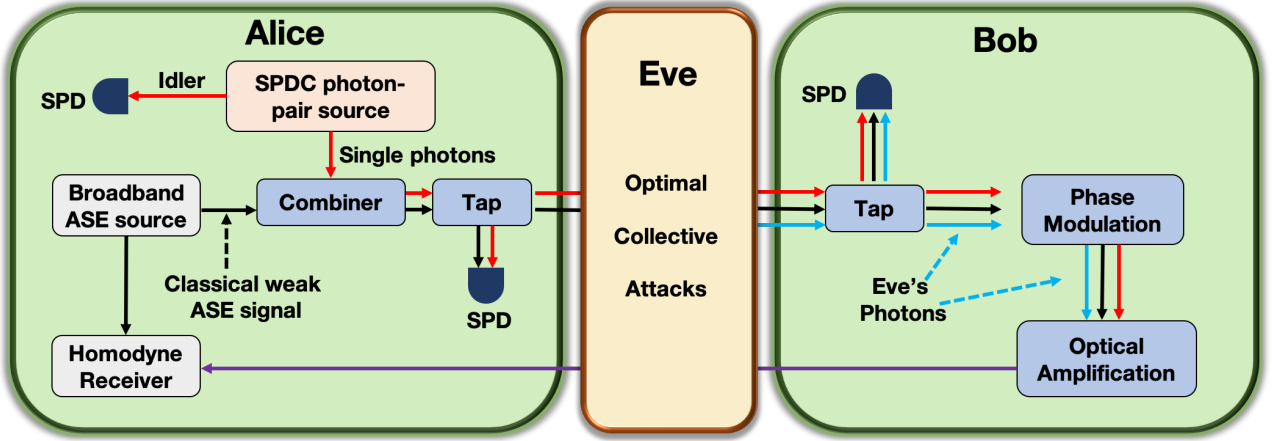 Alice
SPD
Idler
SPDC photon-
pair source
Single photons
Broadband
ASE source
Combiner
Tap
Classical weak
ASE signal
SPD
Homodyne
Receiver
Eve
Optimal
Collective
Attacks
Bob
SPD
Tap
Phase
Modulation
Eve's
Photons
Optical
Amplification